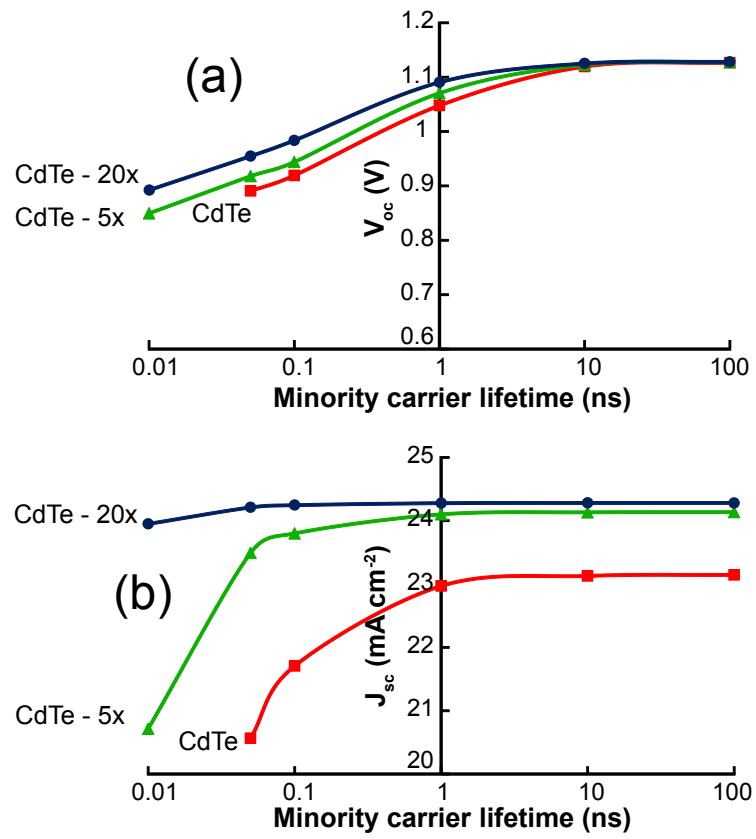 (a)
1.2
1.1
1
0.9
0.8
0.7
0.6
V_oc (V)
CdTe - 20x
CdTe - 5x
CdTe
0.01 0.1 1 10 100
Minority carrier lifetime (ns)
25
24
23
22
21
20
J_sc (mA cm⁻²)
CdTe - 20x
(b)
CdTe - 5x
CdTe
0.01 0.1 1 10 100
Minority carrier lifetime (ns)